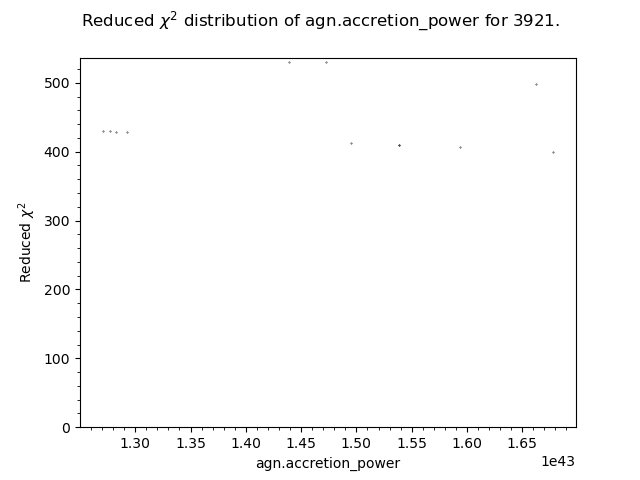 Reduced χ² distribution of agn.accretion_power for 3921.
500
400
300
200
100
0
Reduced χ²
1.30 1.35 1.40 1.45 1.50 1.55 1.60 1.65
1e43
agn.accretion_power